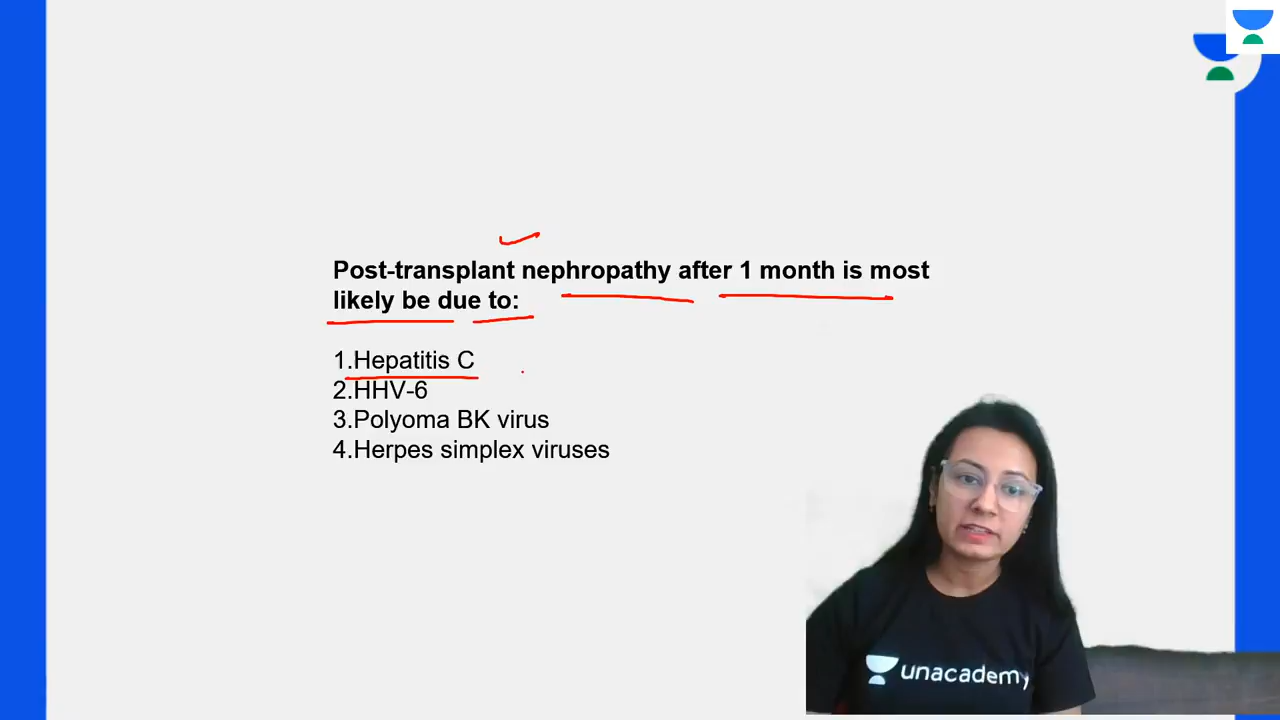 Post-transplant nephropathy after 1 month is most
likely be due to:
1.Hepatitis C
2.HHV-6
3.Polyoma BK virus
4.Herpes simplex viruses
unacademy